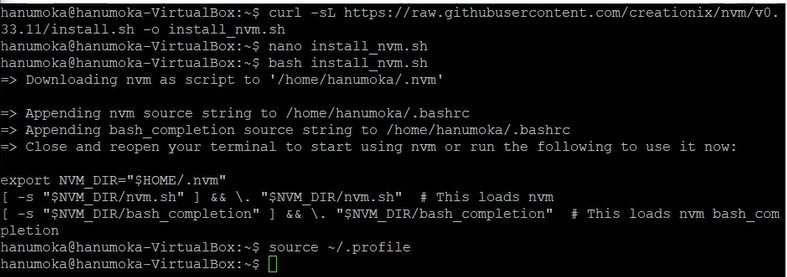 hanumoka@hanumoka-VirtualBox:~$ curl -sL https://raw.githubusercontent.com/creationix/nvm/v0.
33.11/install.sh -o install_nvm.sh
hanumoka@hanumoka-VirtualBox:~$ nano install_nvm.sh
hanumoka@hanumoka-VirtualBox:~$ bash install_nvm.sh
=> Downloading nvm as script to '/home/hanumoka/.nvm'
=> Appending nvm source string to /home/hanumoka/.bashrc
=> Appending bash_completion source string to /home/hanumoka/.bashrc
=> Close and reopen your terminal to start using nvm or run the following to use it now:
export NVM_DIR="$HOME/.nvm"
[ -s "$NVM_DIR/nvm.sh" ] && \. "$NVM_DIR/nvm.sh"  # This loads nvm
[ -s "$NVM_DIR/bash_completion" ] && \. "$NVM_DIR/bash_completion"  # This loads nvm bash_com
pletion
hanumoka@hanumoka-VirtualBox:~$ source ~/.profile
hanumoka@hanumoka-VirtualBox:~$